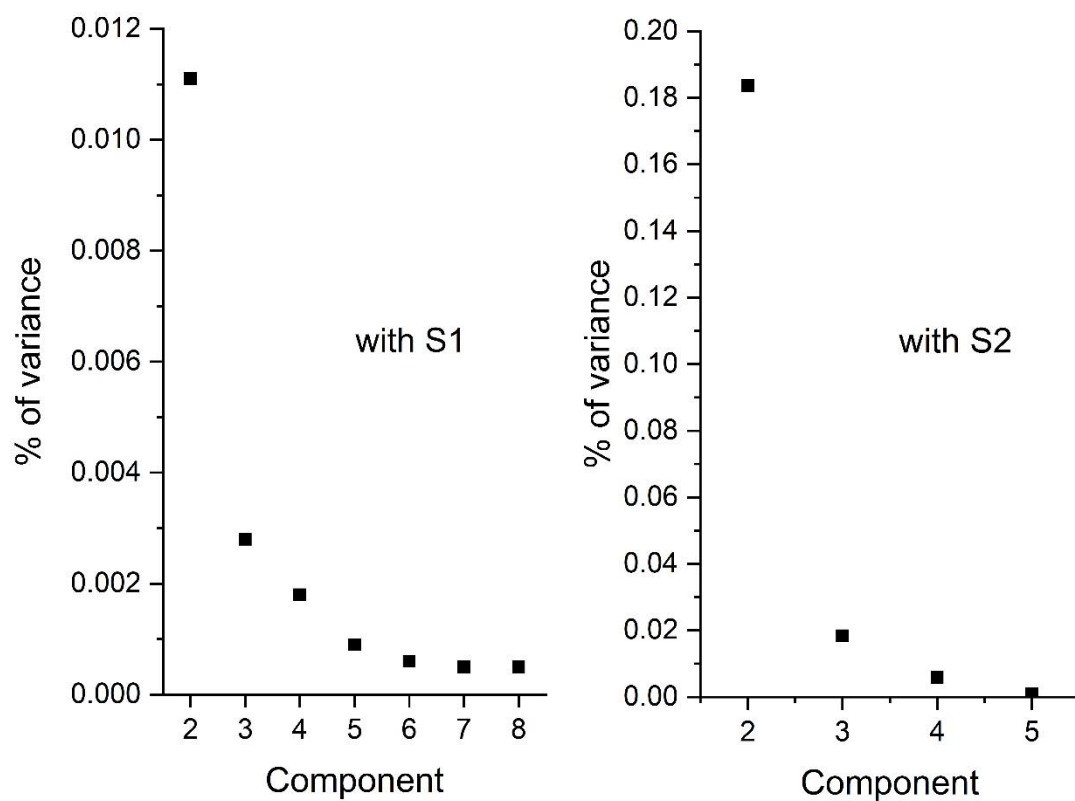 0.012
0.010
0.008
0.006
0.004
0.002
0.000
% of variance
with S1
2 3 4 5 6 7 8
Component
0.20
0.18
0.16
0.14
0.12
0.10
0.08
0.06
0.04
0.02
0.00
% of variance
with S2
2 3 4 5
Component